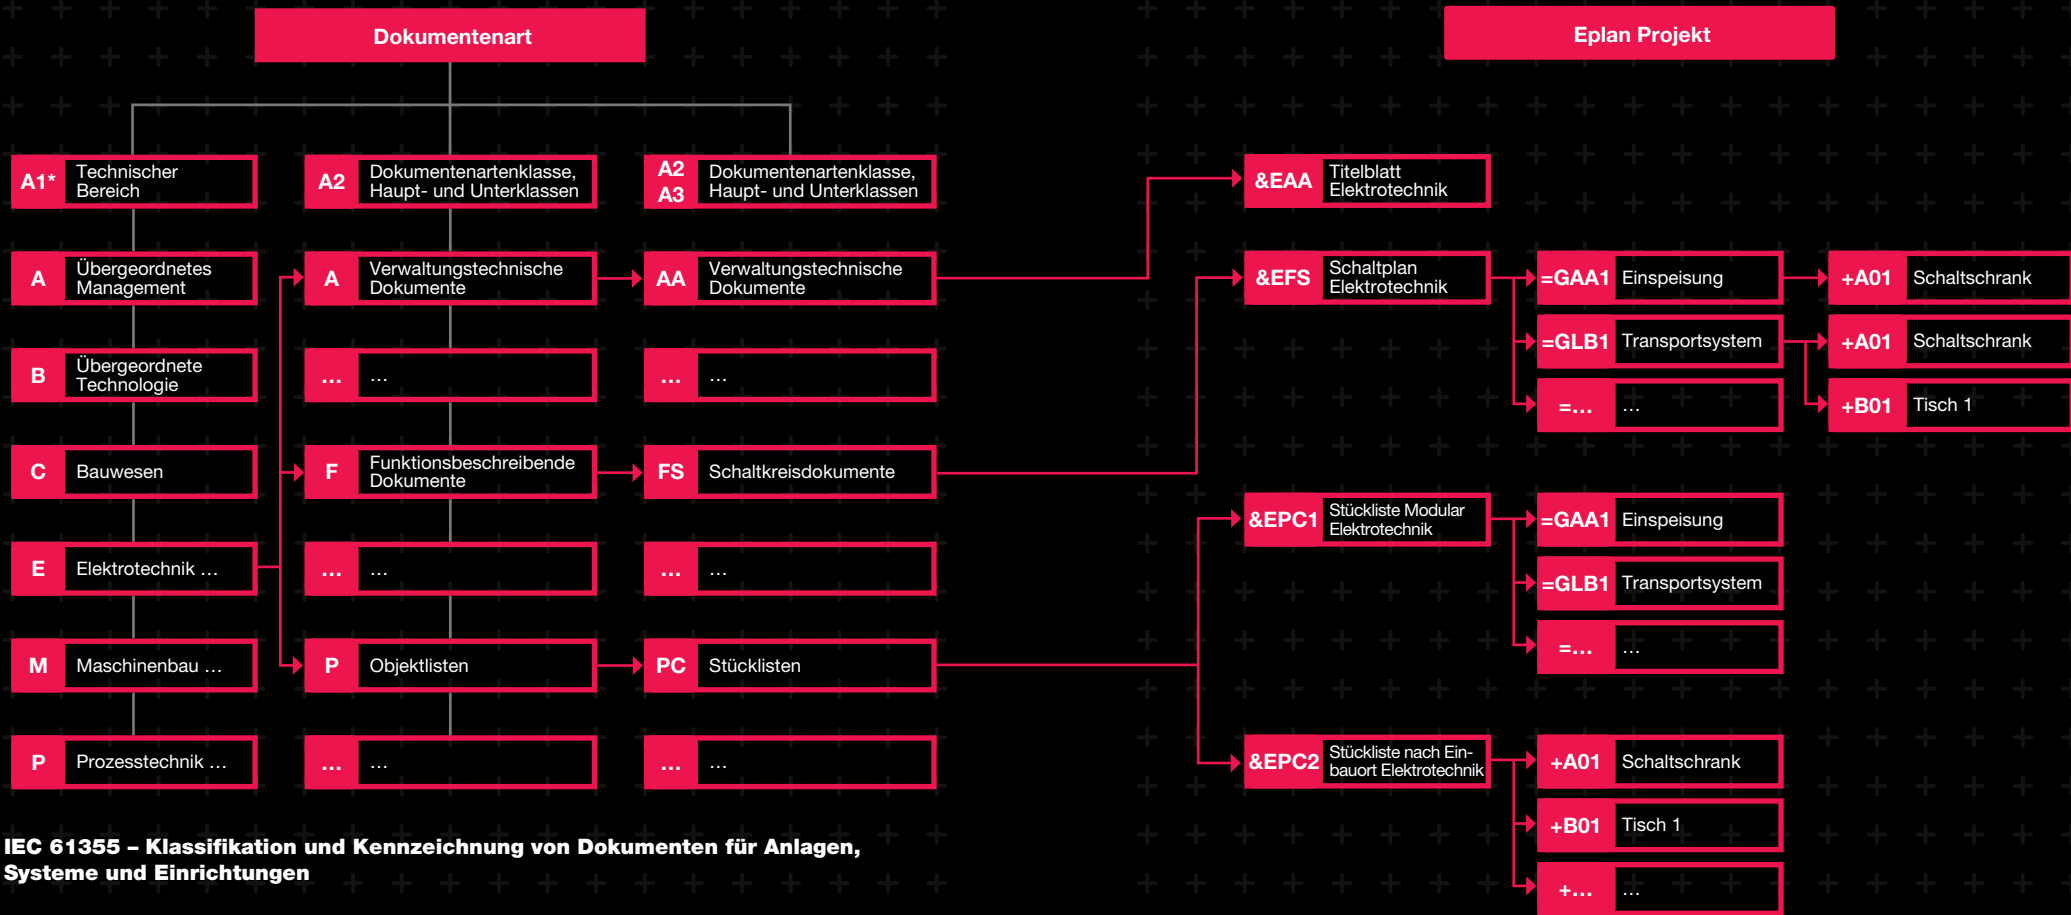 Dokumentenart
A1*
Technischer
Bereich
A
Übergeordnetes
Management
B
Übergeordnete
Technologie
C
Bauwesen
E
Elektrotechnik …
M
Maschinenbau …
P
Prozesstechnik …
A2
Dokumentenartenklasse,
Haupt- und Unterklassen
A
Verwaltungstechnische
Dokumente
…
…
F
Funktionsbeschreibende
Dokumente
…
…
P
Objektlisten
…
…
A2
A3
Dokumentenartenklasse,
Haupt- und Unterklassen
AA
Verwaltungstechnische
Dokumente
…
…
FS
Schaltkreisdokumente
…
…
PC
Stücklisten
…
…
Eplan Projekt
&EAA
Titelblatt
Elektrotechnik
&EFS
Schaltplan
Elektrotechnik
=GAA1
Einspeisung
+A01
Schaltschrank
=GLB1
Transportsystem
+A01
Schaltschrank
=…
…
+B01
Tisch 1
&EPC1
Stückliste Modular
Elektrotechnik
=GAA1
Einspeisung
=GLB1
Transportsystem
=…
…
&EPC2
Stückliste nach Ein-
bauort Elektrotechnik
+A01
Schaltschrank
+B01
Tisch 1
+…
…
IEC 61355 – Klassifikation und Kennzeichnung von Dokumenten für Anlagen,
Systeme und Einrichtungen